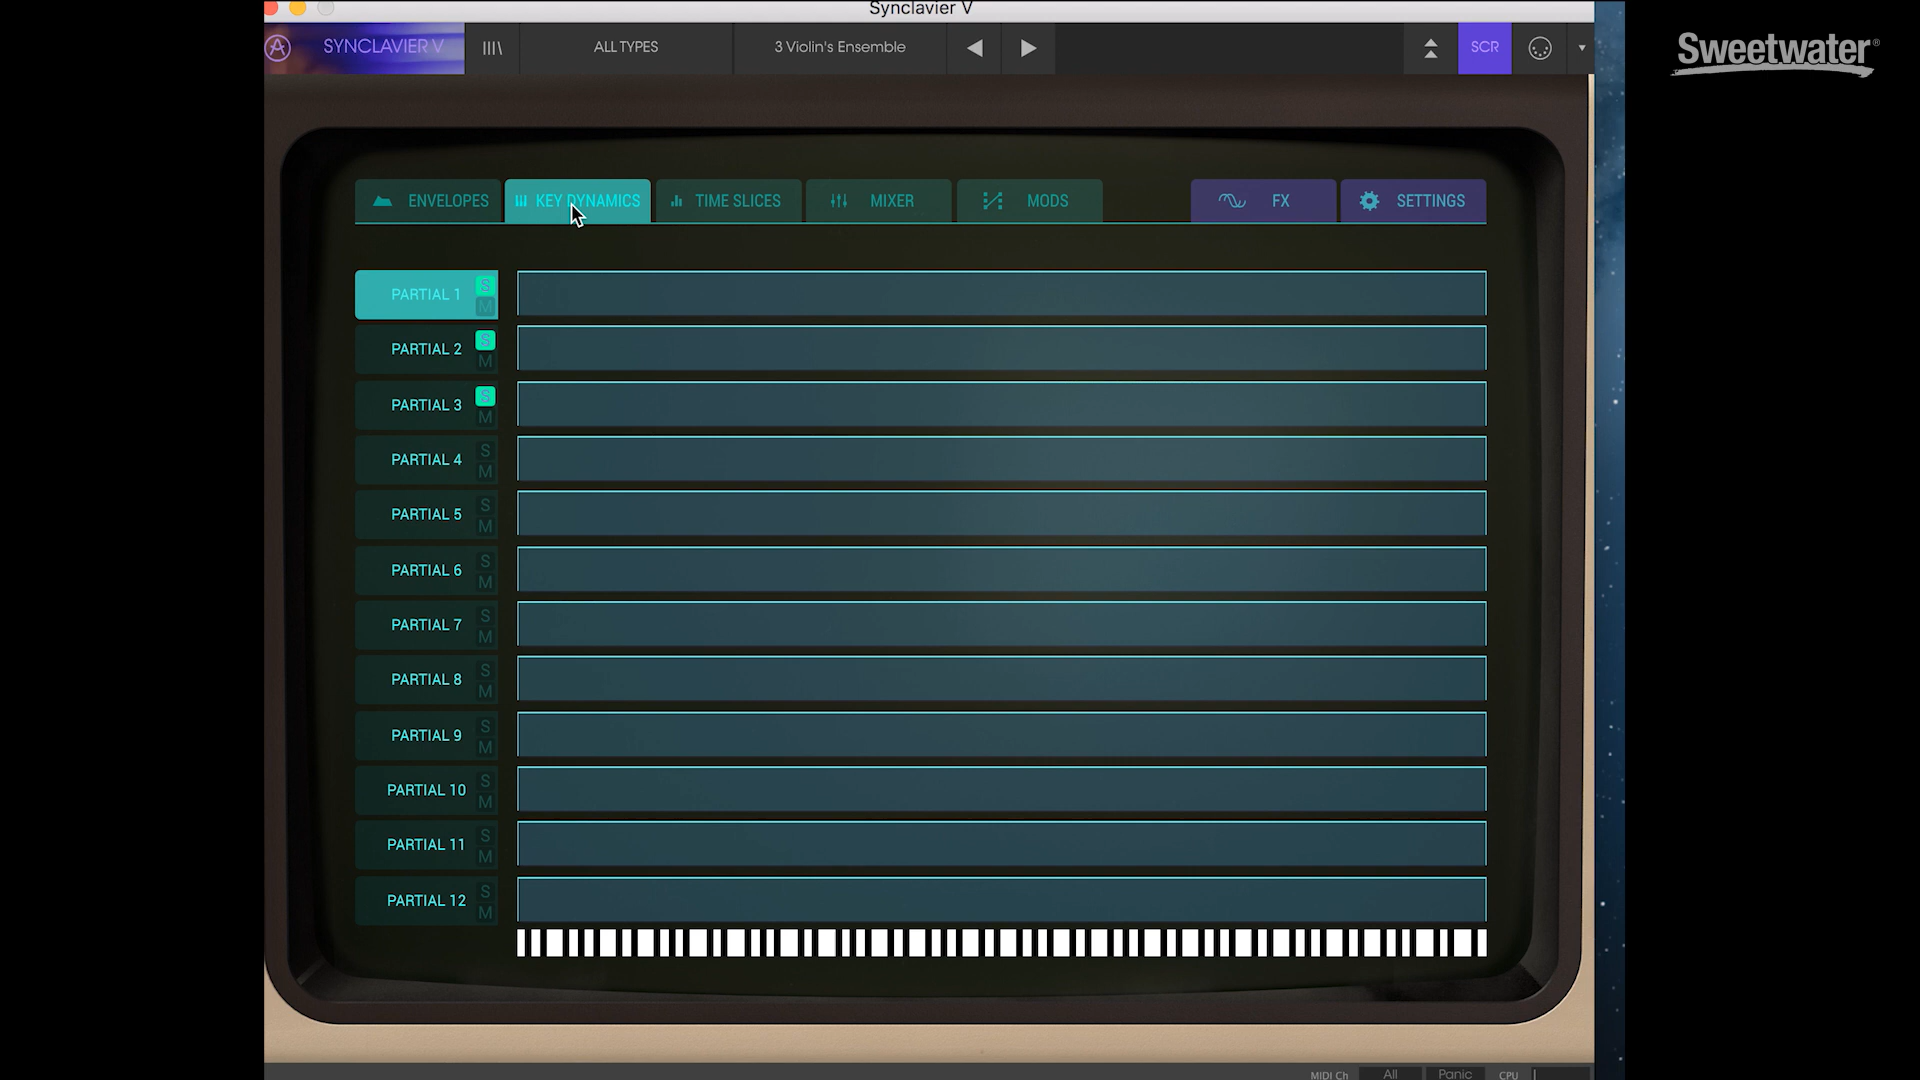 Synclavier V
SYNCLAVIER V
ALL TYPES
3 Violin's Ensemble
SCR
Sweetwater®
ENVELOPES
KEY DYNAMICS
TIME SLICES
MIXER
MODS
FX
SETTINGS
PARTIAL 1 S M
PARTIAL 2 S M
PARTIAL 3 S M
PARTIAL 4 S M
PARTIAL 5 S M
PARTIAL 6 S M
PARTIAL 7 S M
PARTIAL 8 S M
PARTIAL 9 S M
PARTIAL 10 S M
PARTIAL 11 S M
PARTIAL 12 S M
MIDI Ch All Panic CPU